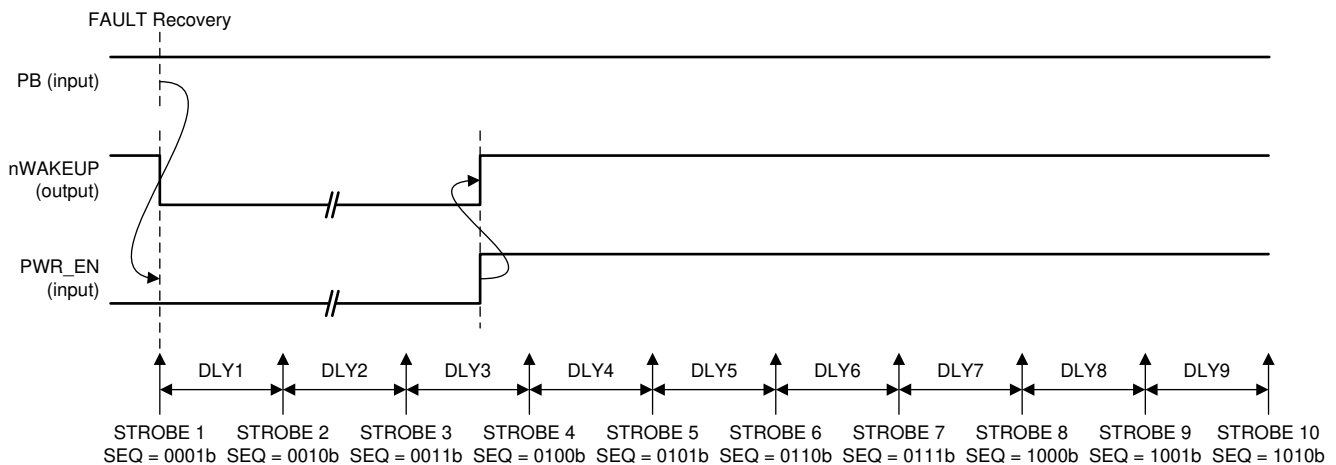 FAULT Recovery
PB (input)
nWAKEUP
(output)
PWR_EN
(input)
DLY1 DLY2 DLY3 DLY4 DLY5 DLY6 DLY7 DLY8 DLY9
STROBE 1 STROBE 2 STROBE 3 STROBE 4 STROBE 5 STROBE 6 STROBE 7 STROBE 8 STROBE 9 STROBE 10
SEQ = 0001b SEQ = 0010b SEQ = 0011b SEQ = 0100b SEQ = 0101b SEQ = 0110b SEQ = 0111b SEQ = 1000b SEQ = 1001b SEQ = 1010b